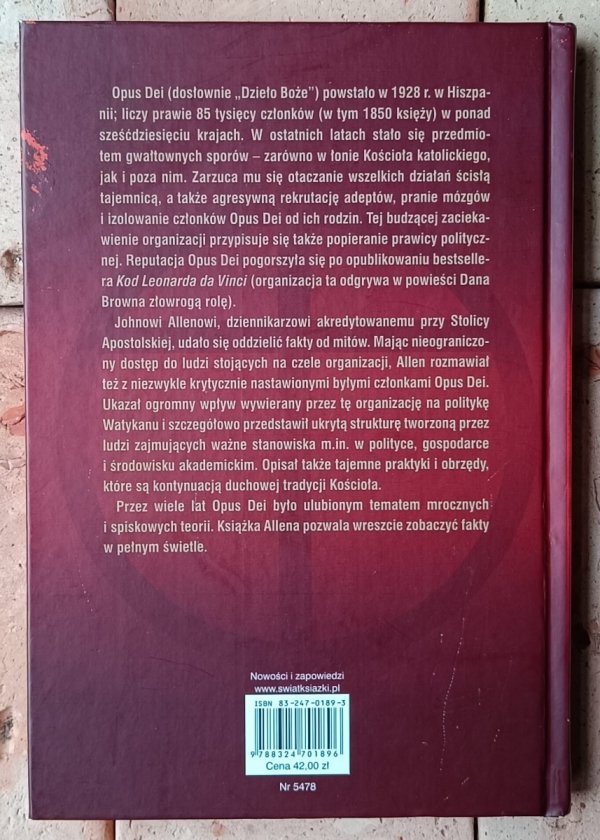 Opus Dei (dosłownie „Dzieło Boże”) powstało w 1928 r. w Hiszpa-
nii; liczy prawie 85 tysięcy członków (w tym 1850 księży) w ponad
sześćdziesięciu krajach. W ostatnich latach stało się przedmio-
tem gwałtownych sporów – zarówno w łonie Kościoła katolickiego,
jak i poza nim. Zarzuca mu się otaczanie wszelkich działań ścisłą
tajemnicą, a także agresywną rekrutację adeptów, pranie mózgów
i izolowanie członków Opus Dei od ich rodzin. Tej budzącej zacieka-
wienie organizacji przypisuje się także popieranie prawicy politycz-
nej. Reputacja Opus Dei pogorszyła się po opublikowaniu bestselle-
ra Kod Leonarda da Vinci (organizacja ta odgrywa w powieści Dana
Browna złowrogą rolę).
Johnowi Allenowi, dziennikarzowi akredytowanemu przy Stolicy
Apostolskiej, udało się oddzielić fakty od mitów. Mając nieograniczo-
ny dostęp do ludzi stojących na czele organizacji, Allen rozmawiał
też z niezwykle krytycznie nastawionymi byłymi członkami Opus Dei.
Ukazał ogromny wpływ wywierany przez tę organizację na politykę
Watykanu i szczegółowo przedstawił ukrytą strukturę tworzoną przez
ludzi zajmujących ważne stanowiska m.in. w polityce, gospodarce
i środowisku akademickim. Opisał także tajemne praktyki i obrzędy,
które są kontynuacją duchowej tradycji Kościoła.
Przez wiele lat Opus Dei było ulubionym tematem mrocznych
i spiskowych teorii. Książka Allena pozwala wreszcie zobaczyć fakty
w pełnym świetle.
Nowości i zapowiedzi
www.swiatksiazki.pl
ISBN 83-247-0189-3
9 788324 701896
Cena 42,00 zł
Nr 5478